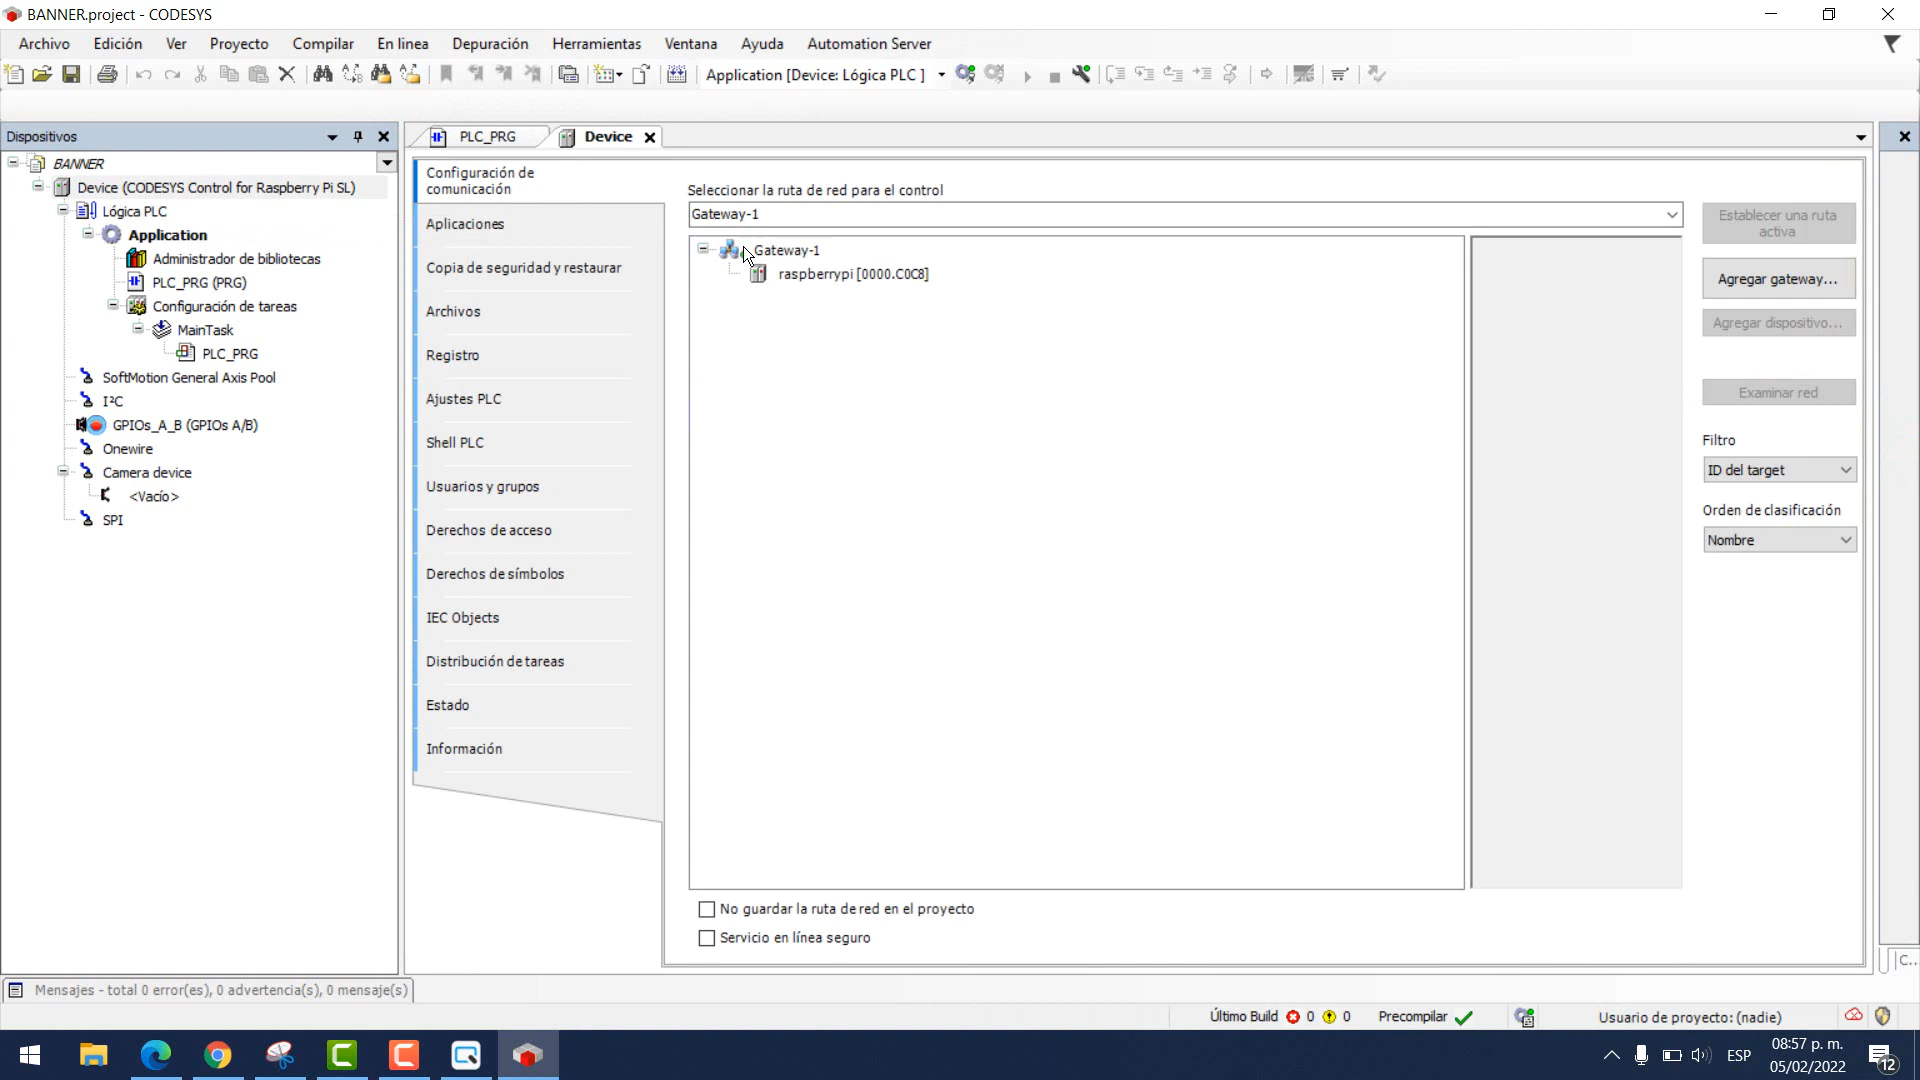 BANNER.project - CODESYS
Archivo Edición Ver Proyecto Compilar En linea Depuración Herramientas Ventana Ayuda Automation Server
Application [Device: Lógica PLC ]
Dispositivos
BANNER
Device (CODESYS Control for Raspberry Pi SL)
Lógica PLC
Application
Administrador de bibliotecas
PLC_PRG (PRG)
Configuración de tareas
MainTask
PLC_PRG
SoftMotion General Axis Pool
I²C
GPIOs_A_B (GPIOs A/B)
Onewire
Camera device
<Vacío>
SPI
PLC_PRG
Device
Configuración de
comunicación
Aplicaciones
Copia de seguridad y restaurar
Archivos
Registro
Ajustes PLC
Shell PLC
Usuarios y grupos
Derechos de acceso
Derechos de símbolos
IEC Objects
Distribución de tareas
Estado
Información
Seleccionar la ruta de red para el control
Gateway-1
Gateway-1
raspberrypi [0000.C0C8]
No guardar la ruta de red en el proyecto
Servicio en línea seguro
Establecer una ruta
activa
Agregar gateway...
Agregar dispositivo...
Examinar red
Filtro
ID del target
Orden de clasificación
Nombre
C...
Mensajes - total 0 error(es), 0 advertencia(s), 0 mensaje(s)
Último Build 0 0 Precompilar Usuario de proyecto: (nadie)
ESP
08:57 p. m.
05/02/2022
12